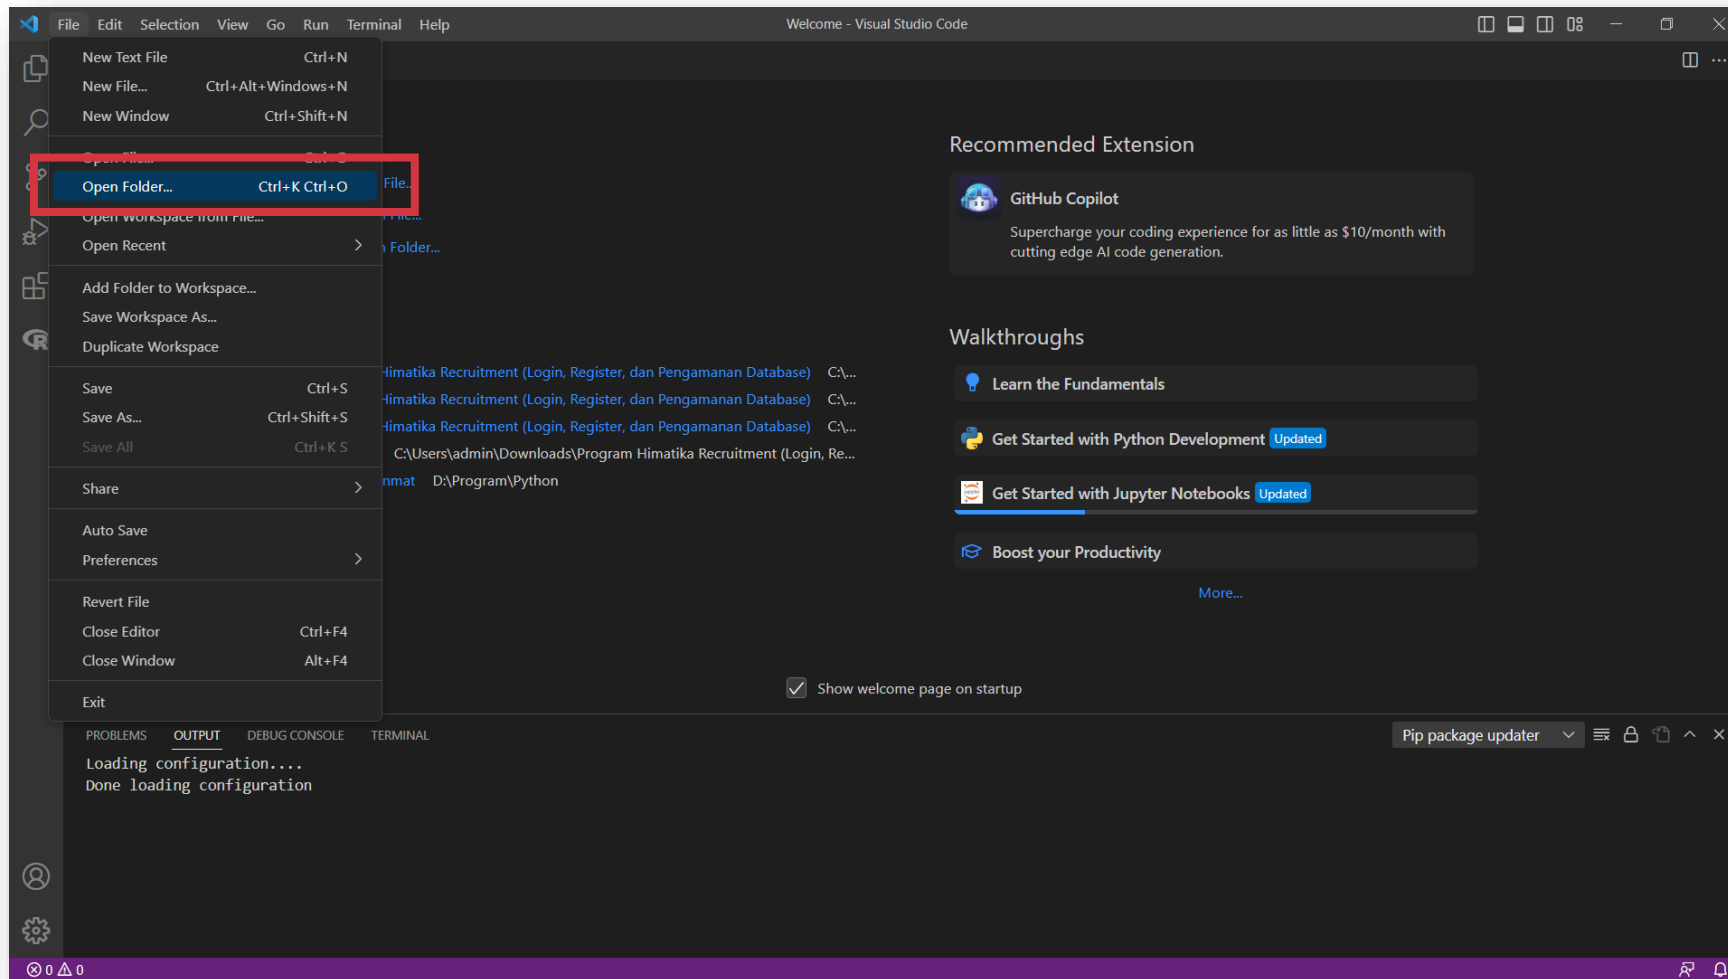 File Edit Selection View Go Run Terminal Help
Welcome - Visual Studio Code
New Text File Ctrl+N
New File... Ctrl+Alt+Windows+N
New Window Ctrl+Shift+N
Open File...
Open Folder... Ctrl+K Ctrl+O
Open Workspace from File...
Open Recent
Add Folder to Workspace...
Save Workspace As...
Duplicate Workspace
Save Ctrl+S
Save As... Ctrl+Shift+S
Save All Ctrl+K S
Share
Auto Save
Preferences
Revert File
Close Editor Ctrl+F4
Close Window Alt+F4
Exit
File...
File...
Folder...
Himatika Recruitment (Login, Register, dan Pengamanan Database) C:\...
Himatika Recruitment (Login, Register, dan Pengamanan Database) C:\...
Himatika Recruitment (Login, Register, dan Pengamanan Database) C:\...
C:\Users\admin\Downloads\Program Himatika Recruitment (Login, Re...
nmat D:\Program\Python
Recommended Extension
GitHub Copilot
Supercharge your coding experience for as little as $10/month with
cutting edge AI code generation.
Walkthroughs
Learn the Fundamentals
Get Started with Python Development Updated
Get Started with Jupyter Notebooks Updated
Boost your Productivity
More...
Show welcome page on startup
PROBLEMS OUTPUT DEBUG CONSOLE TERMINAL
Pip package updater
Loading configuration....
Done loading configuration
0 0